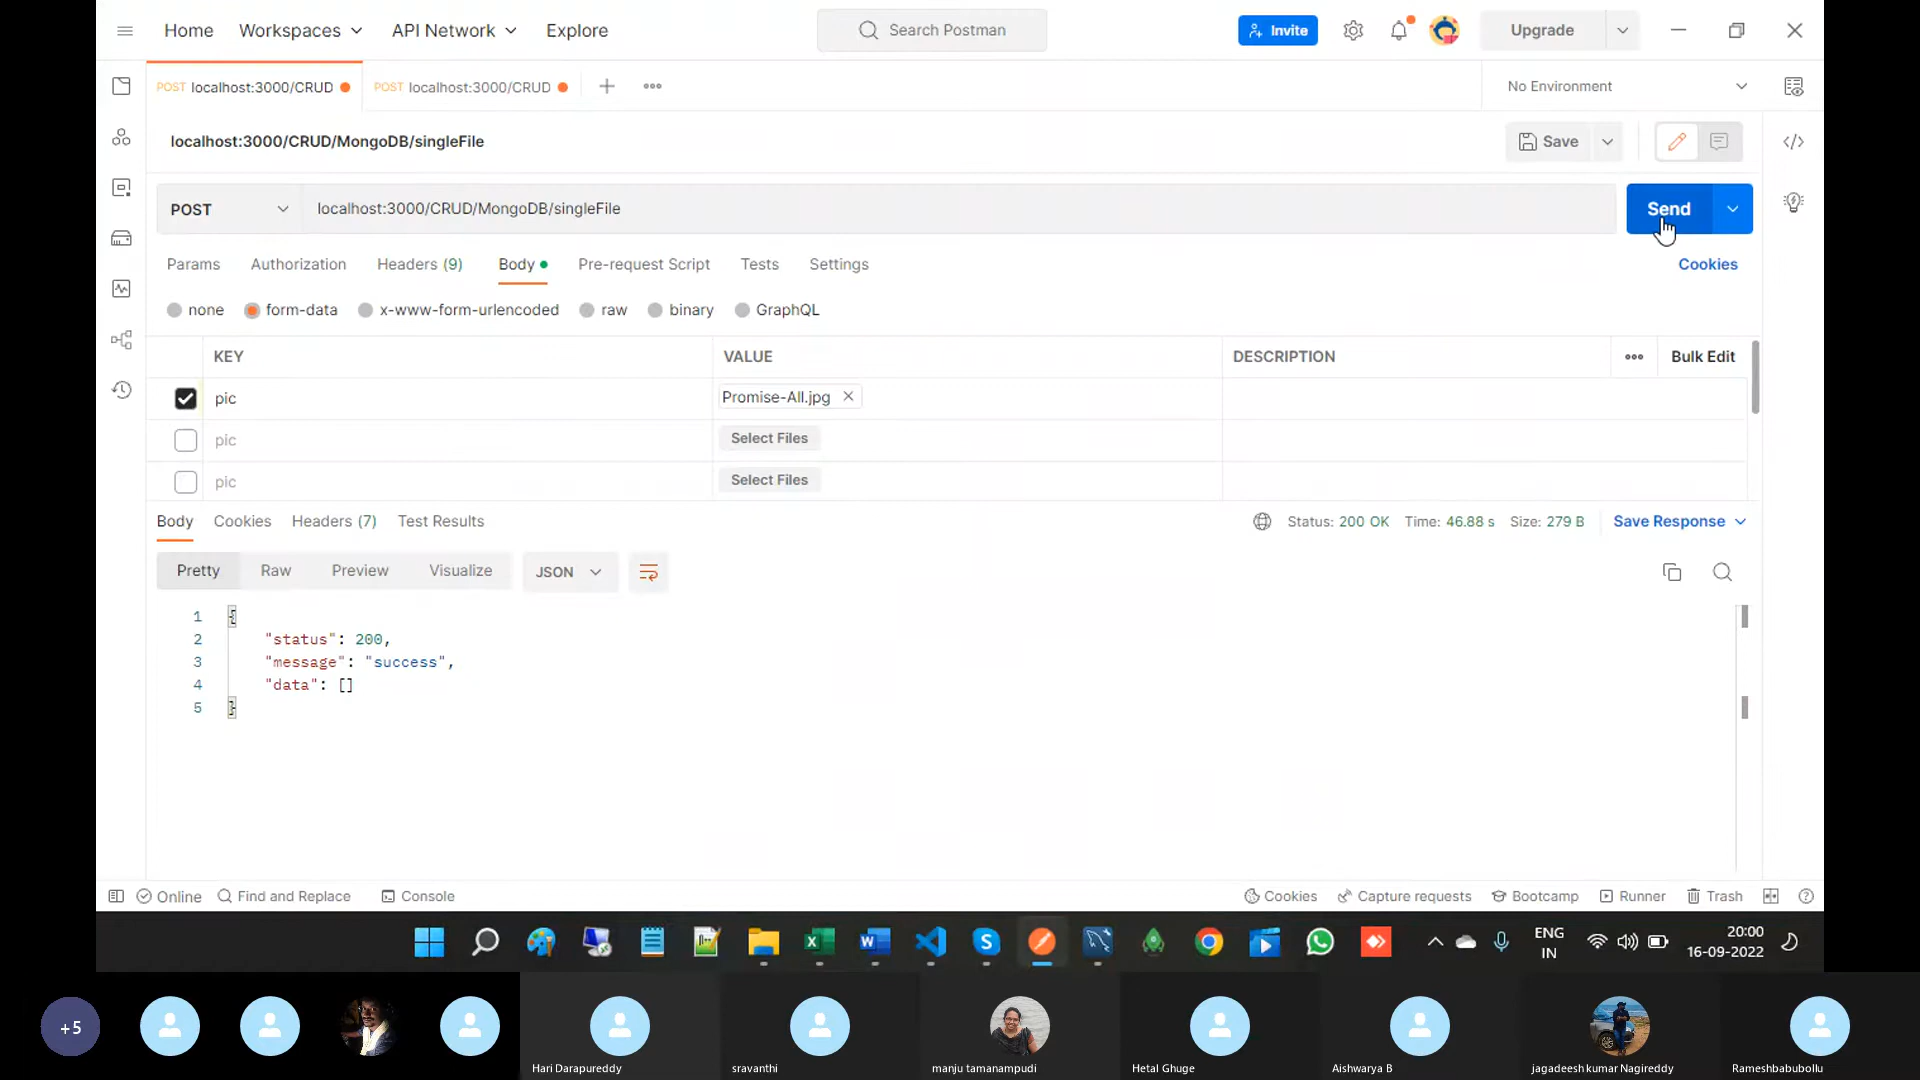 Home Workspaces API Network Explore Search Postman Invite Upgrade
POST localhost:3000/CRUD POST localhost:3000/CRUD No Environment
localhost:3000/CRUD/MongoDB/singleFile Save
POST localhost:3000/CRUD/MongoDB/singleFile Send
Params Authorization Headers (9) Body Pre-request Script Tests Settings Cookies
none form-data x-www-form-urlencoded raw binary GraphQL
KEY VALUE DESCRIPTION Bulk Edit
pic Promise-All.jpg
pic Select Files
pic Select Files
Body Cookies Headers (7) Test Results Status: 200 OK Time: 46.88 s Size: 279 B Save Response
Pretty Raw Preview Visualize JSON
1 {
2 "status": 200,
3 "message": "success",
4 "data": []
5 }
Online Find and Replace Console Cookies Capture requests Bootcamp Runner Trash
ENG 20:00
IN 16-09-2022
+5
Hari Darapureddy sravanthi manju tamanampudi Hetal Ghuge Aishwarya B jagadeesh kumar Nagireddy Rameshbabubollu